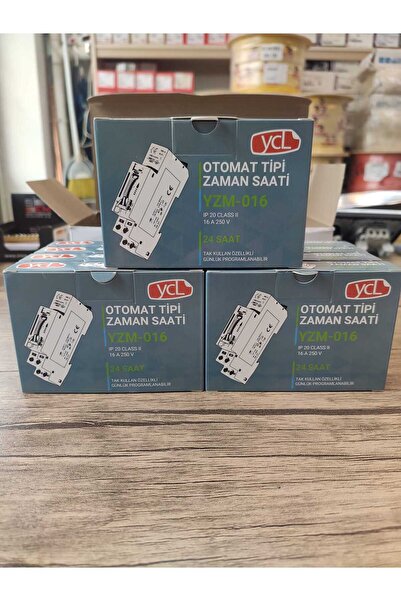 ycL
OTOMAT TİPİ
ZAMAN SAATİ
YZM-016
IP 20 CLASS II
16 A 250 V
24 SAAT
TAK KULLAN ÖZELLİKLİ
GÜNLÜK PROGRAMLANABİLİR
ycL
OTOMAT TİPİ
ZAMAN SAATİ
YZM-016
IP 20 CLASS II
16 A 250 V
24 SAAT
TAK KULLAN ÖZELLİKLİ
GÜNLÜK PROGRAMLANABİLİR
ycL
OTOMAT TİPİ
ZAMAN SAATİ
YZM-016
IP 20 CLASS II
16 A 250 V
24 SAAT
TAK KULLAN ÖZELLİKLİ
GÜNLÜK PROGRAMLANABİLİR